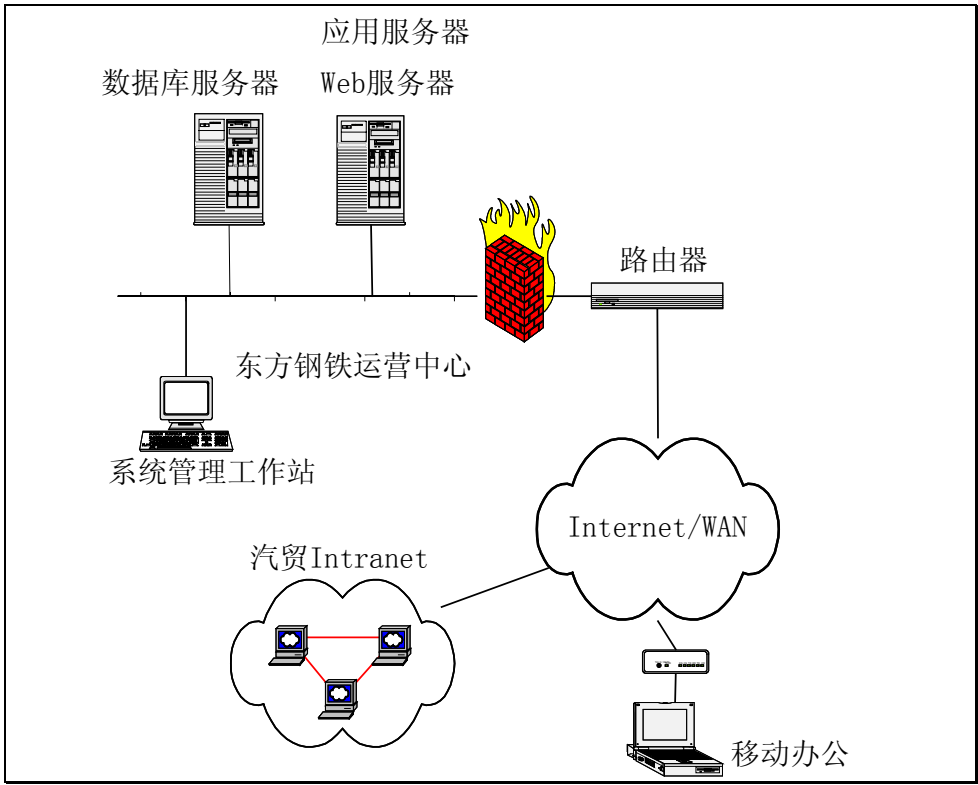 应用服务器
数据库服务器
Web服务器
路由器
东方钢铁运营中心
系统管理工作站
Internet/WAN
汽贸Intranet
移动办公